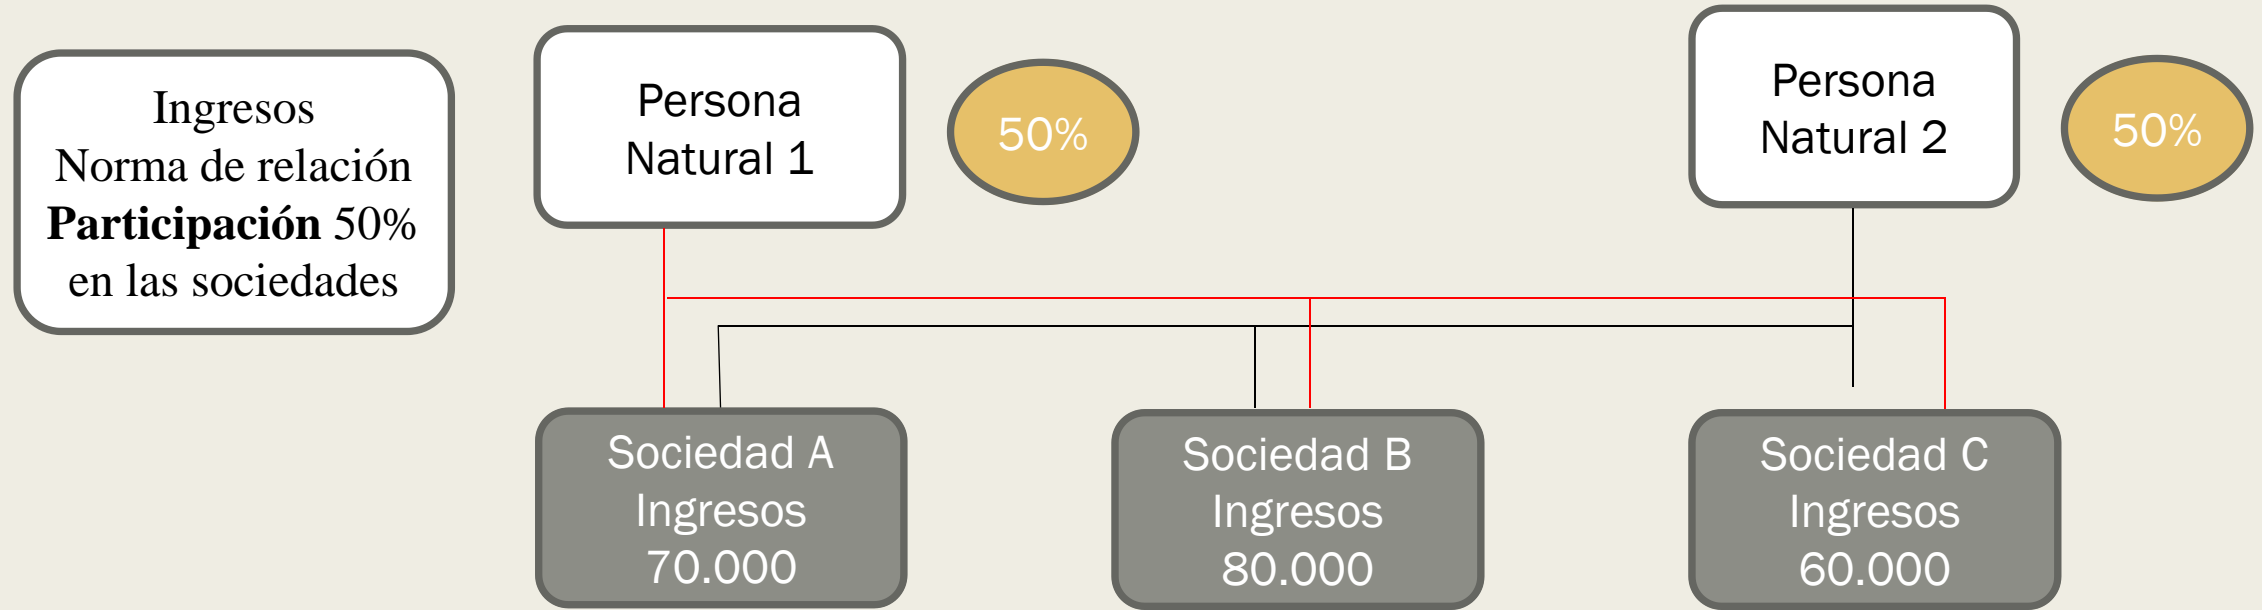 Ingresos
Norma de relación
Participación 50%
en las sociedades
Persona
Natural 1
50%
Persona
Natural 2
50%
Sociedad A
Ingresos
70.000
Sociedad B
Ingresos
80.000
Sociedad C
Ingresos
60.000